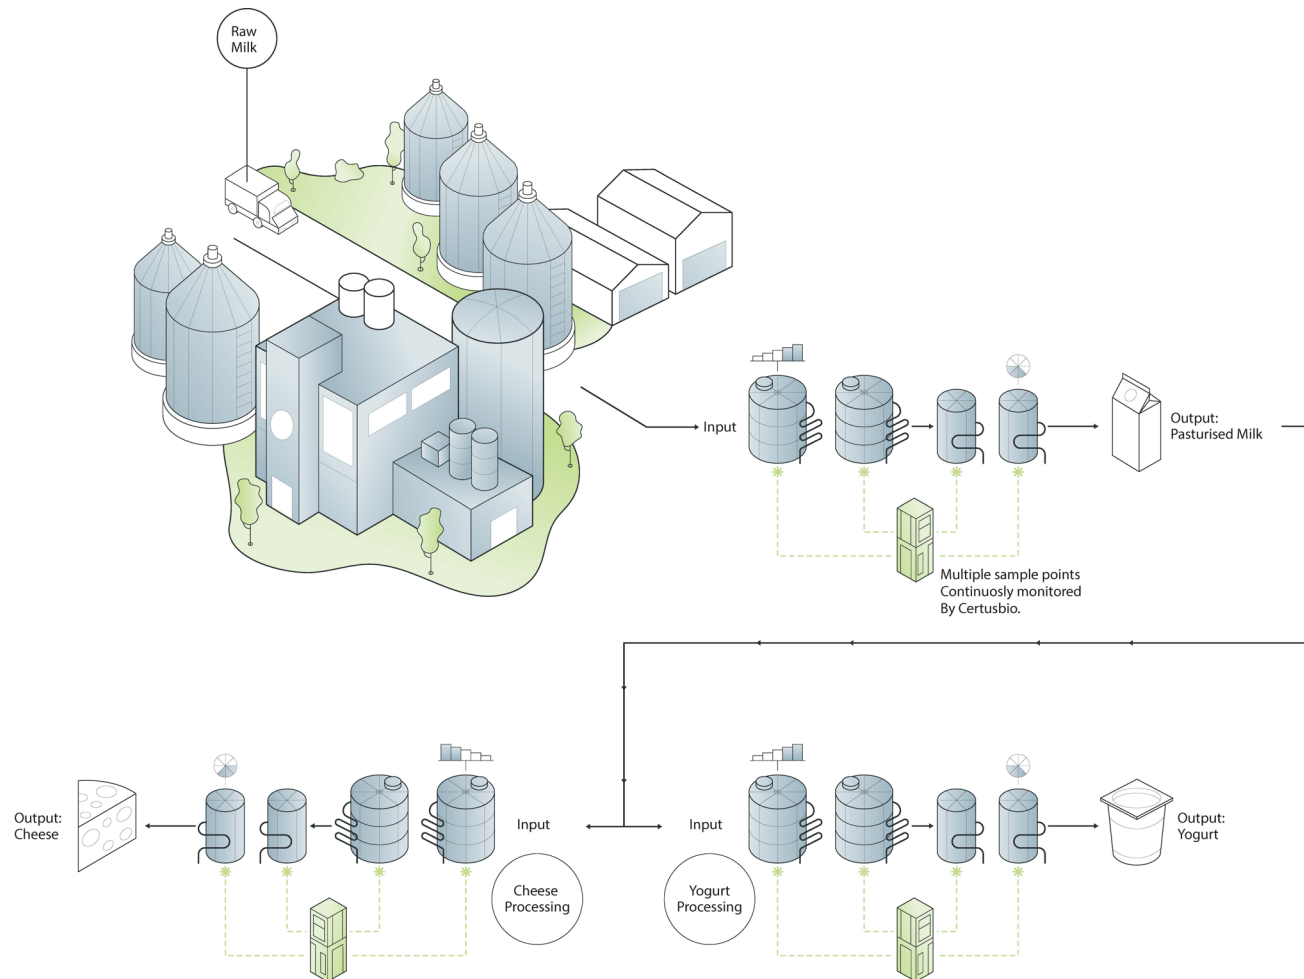 Raw
Milk
Input
Output:
Pasturised Milk
Multiple sample points
Continuosly monitored
By Certusbio.
Output:
Cheese
Input
Cheese
Processing
Input
Yogurt
Processing
Output:
Yogurt